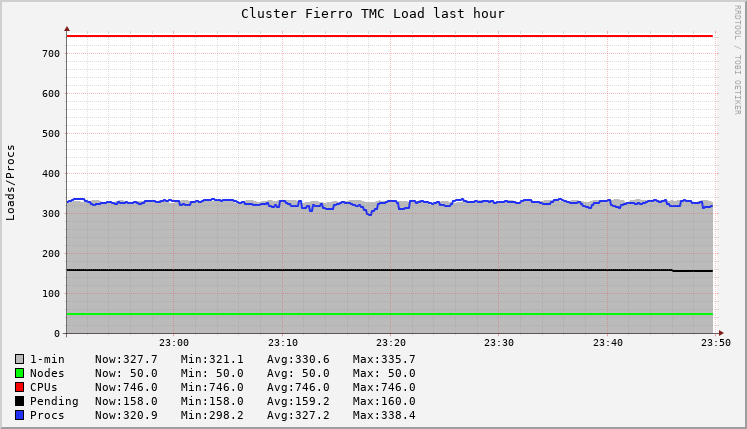 Cluster Fierro TMC Load last hour
RRDTOOL / TOBI OETIKER
Loads/Procs
700
600
500
400
300
200
100
0
23:00 23:10 23:20 23:30 23:40 23:50
1-min Now:327.7 Min:321.1 Avg:330.6 Max:335.7
Nodes Now: 50.0 Min: 50.0 Avg: 50.0 Max: 50.0
CPUs Now:746.0 Min:746.0 Avg:746.0 Max:746.0
Pending Now:158.0 Min:158.0 Avg:159.2 Max:160.0
Procs Now:320.9 Min:298.2 Avg:327.2 Max:338.4